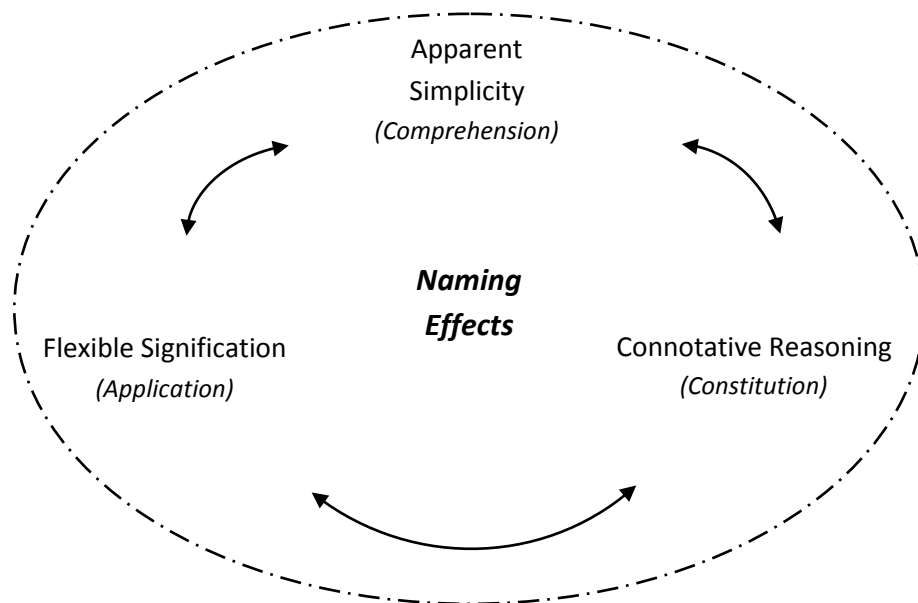 Apparent
Simplicity
(Comprehension)
Naming
Effects
Flexible Signification
(Application)
Connotative Reasoning
(Constitution)